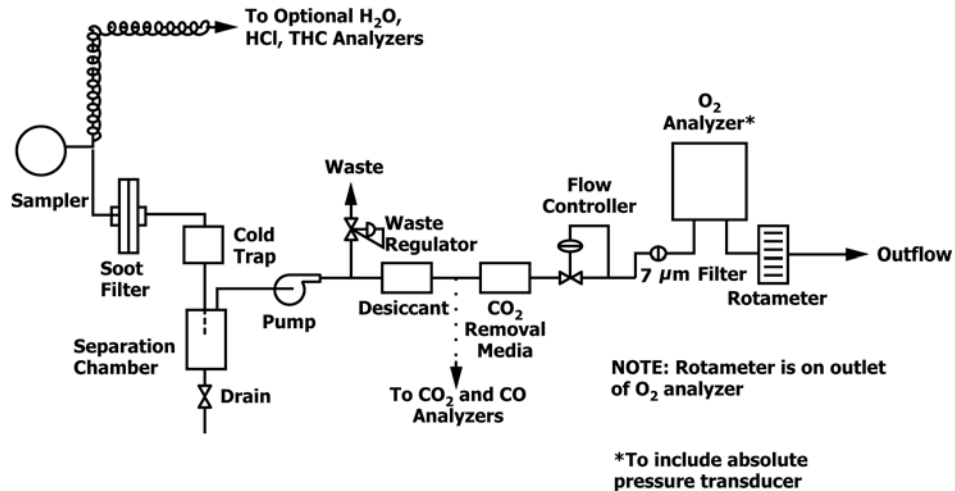 To Optional H₂O,
HCl, THC Analyzers
O₂
Analyzer*
Sampler
Waste
Flow
Controller
Waste
Regulator
Cold
Trap
Soot
Filter
Outflow
7 µm Filter
Rotameter
Pump
Desiccant
CO₂
Removal
Media
Separation
Chamber
Drain
To CO₂ and CO
Analyzers
NOTE: Rotameter is on outlet
of O₂ analyzer
*To include absolute
pressure transducer